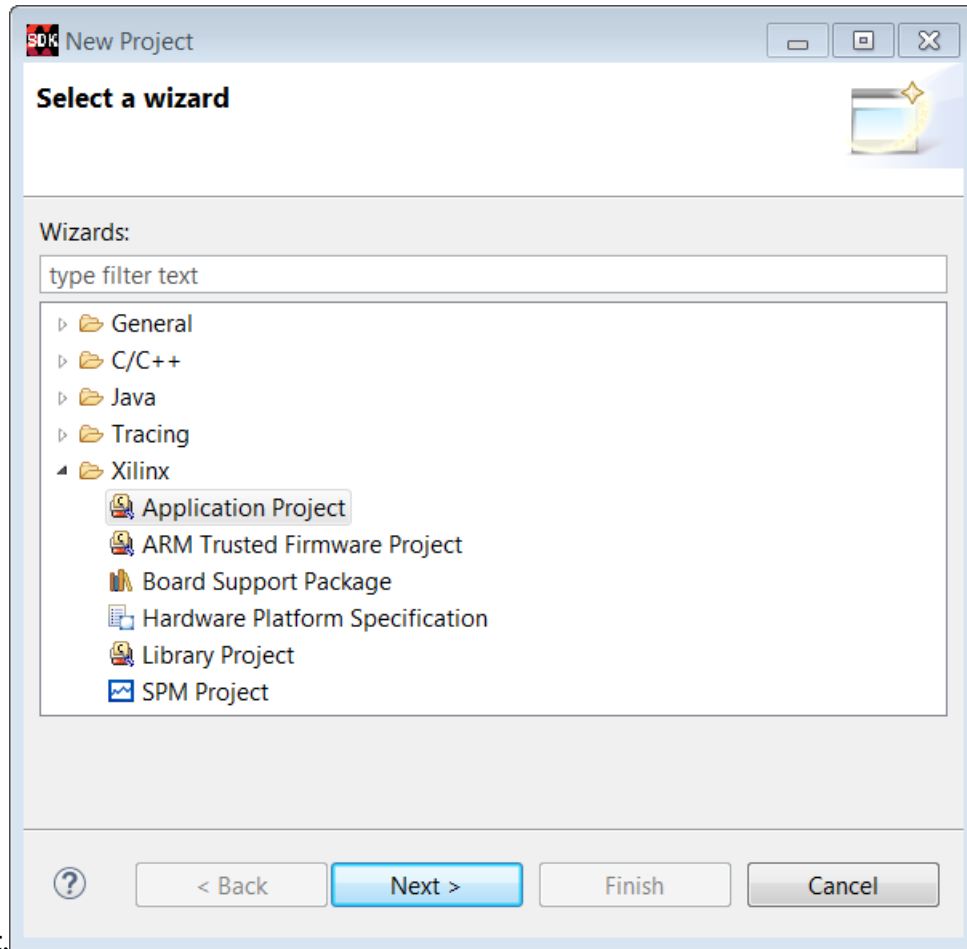 SDK New Project
Select a wizard
Wizards:
type filter text
General
C/C++
Java
Tracing
Xilinx
Application Project
ARM Trusted Firmware Project
Board Support Package
Hardware Platform Specification
Library Project
SPM Project
? < Back Next > Finish Cancel